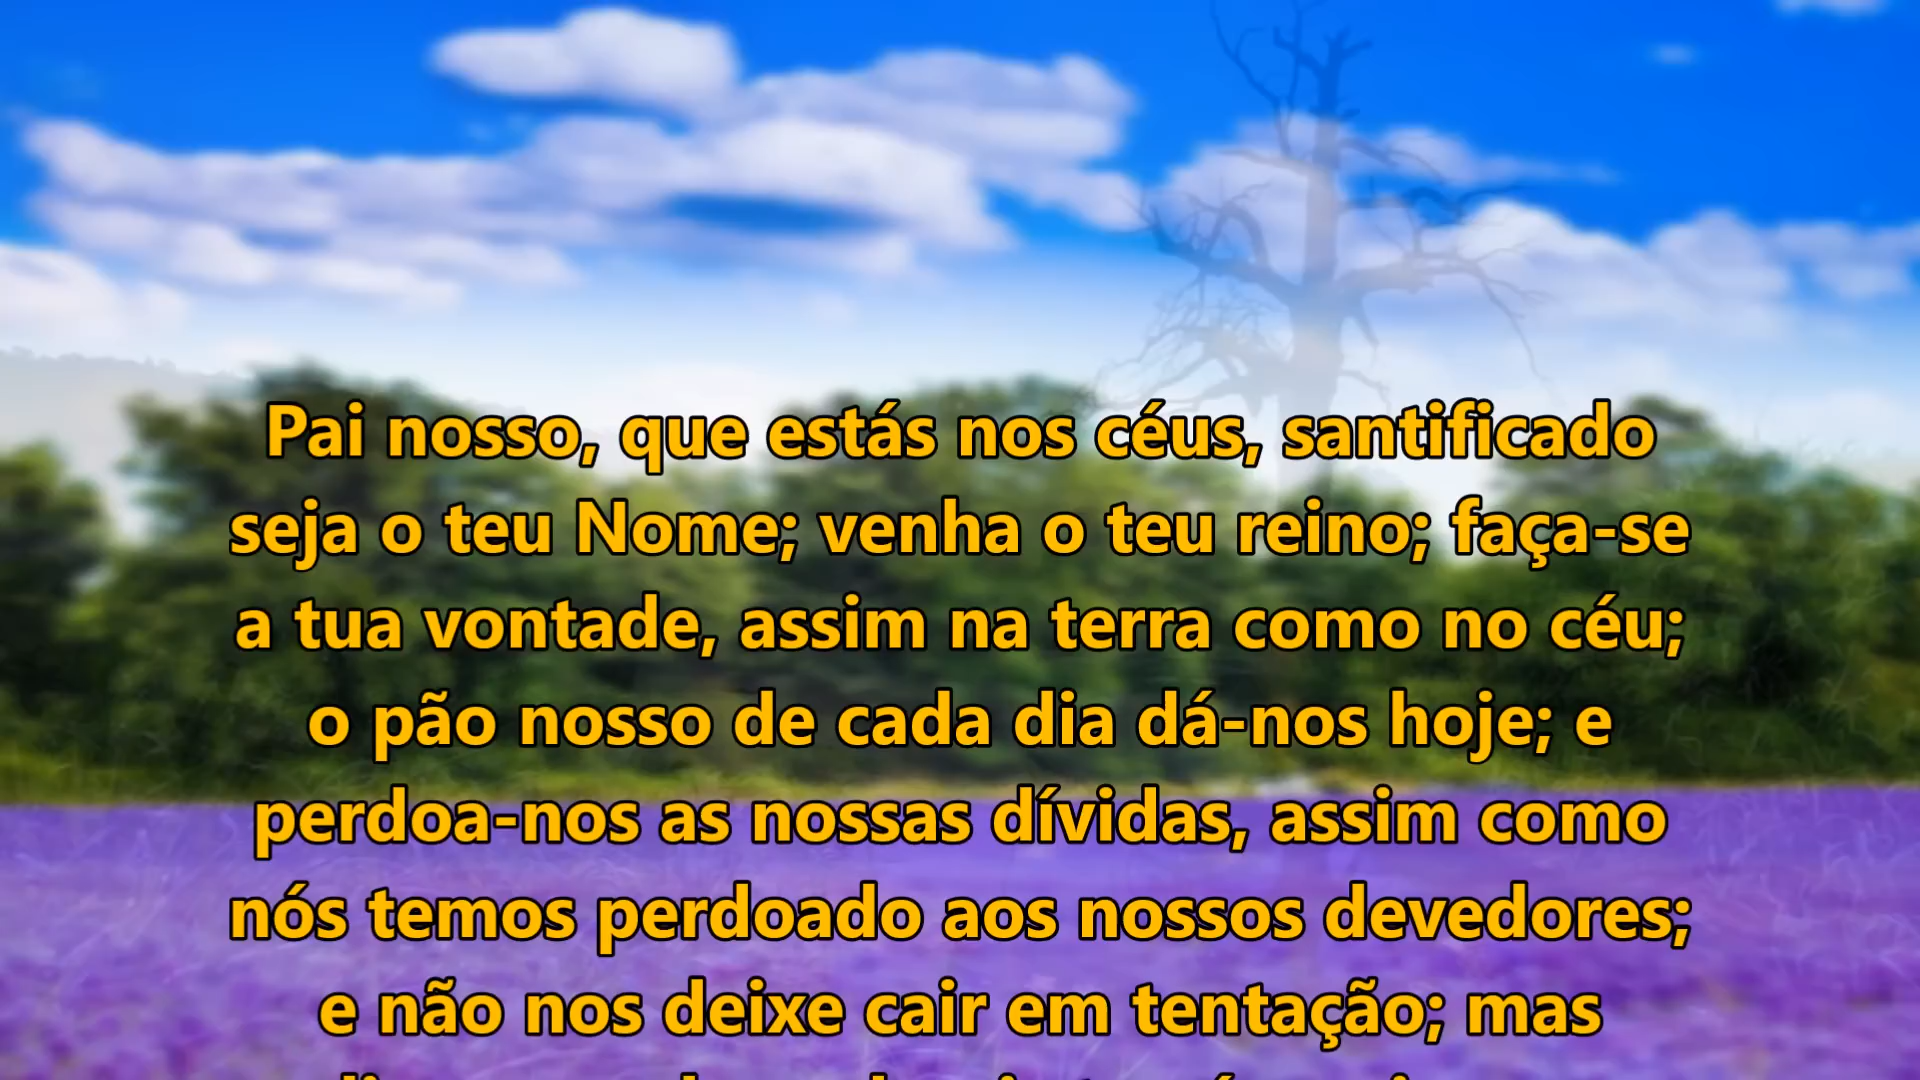 Pai nosso, que estás nos céus, santificado
seja o teu Nome; venha o teu reino; faça-se
a tua vontade, assim na terra como no céu;
o pão nosso de cada dia dá-nos hoje; e
perdoa-nos as nossas dívidas, assim como
nós temos perdoado aos nossos devedores;
e não nos deixe cair em tentação; mas